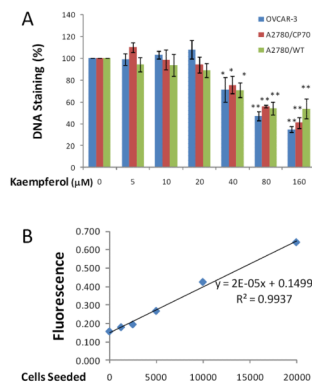 A
OVCAR-3
A2780/CP70
A2780/WT
DNA Staining (%)
140
120
100
80
60
40
20
0
* * *
** ** **
** ** **
Kaempferol (µM) 0 5 10 20 40 80 160
B
Fluorescence
0.700
0.600
0.500
0.400
0.300
0.200
0.100
0.000
y = 2E-05x + 0.1499
R² = 0.9937
Cells Seeded 0 5000 10000 15000 20000